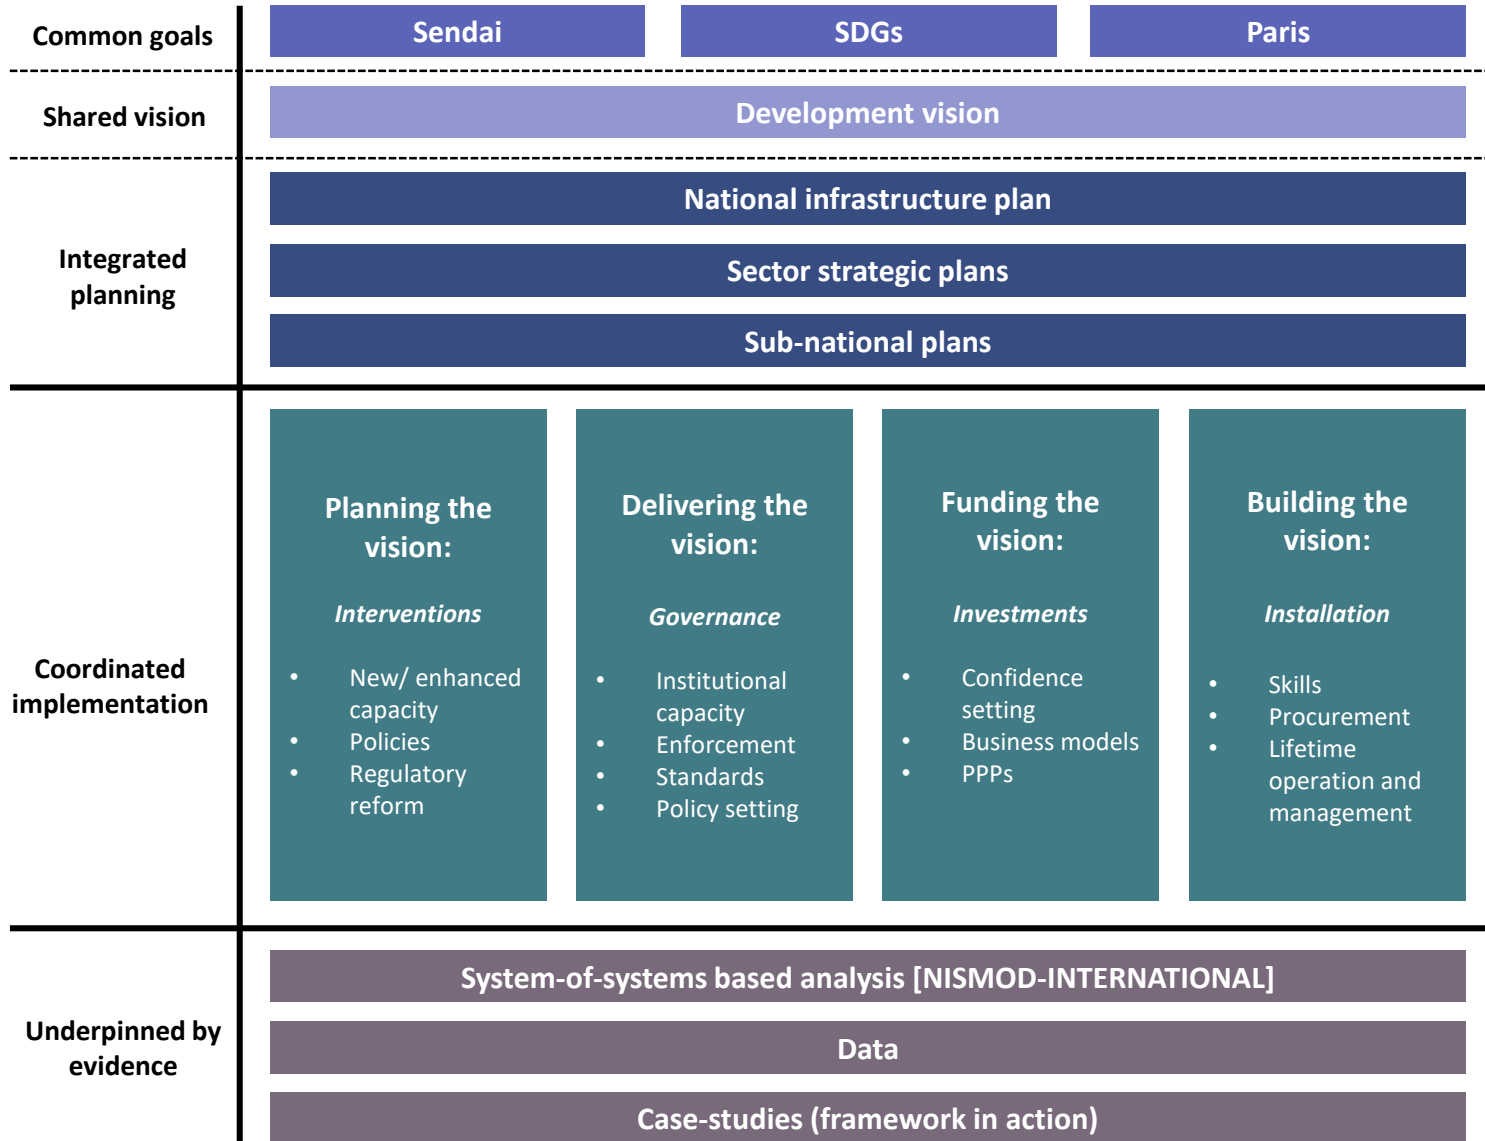 Common goals
Sendai
SDGs
Paris
Shared vision
Development vision
Integrated
planning
National infrastructure plan
Sector strategic plans
Sub-national plans
Coordinated
implementation
Planning the
vision:
Interventions
• New/ enhanced
capacity
• Policies
• Regulatory
reform
Delivering the
vision:
Governance
• Institutional
capacity
• Enforcement
• Standards
• Policy setting
Funding the
vision:
Investments
• Confidence
setting
• Business models
• PPPs
Building the
vision:
Installation
• Skills
• Procurement
• Lifetime
operation and
management
Underpinned by
evidence
System-of-systems based analysis [NISMOD-INTERNATIONAL]
Data
Case-studies (framework in action)